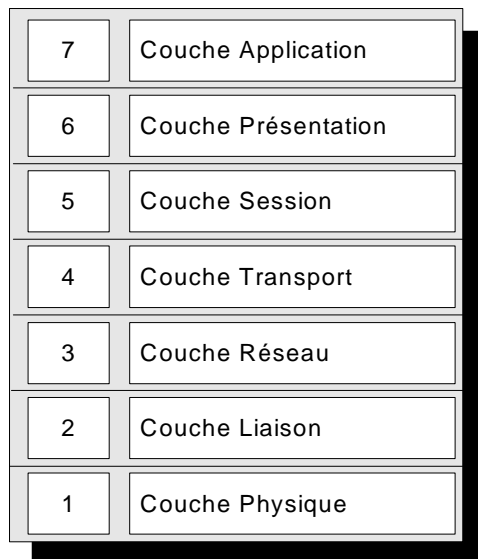 7 Couche Application
6 Couche Présentation
5 Couche Session
4 Couche Transport
3 Couche Réseau
2 Couche Liaison
1 Couche Physique